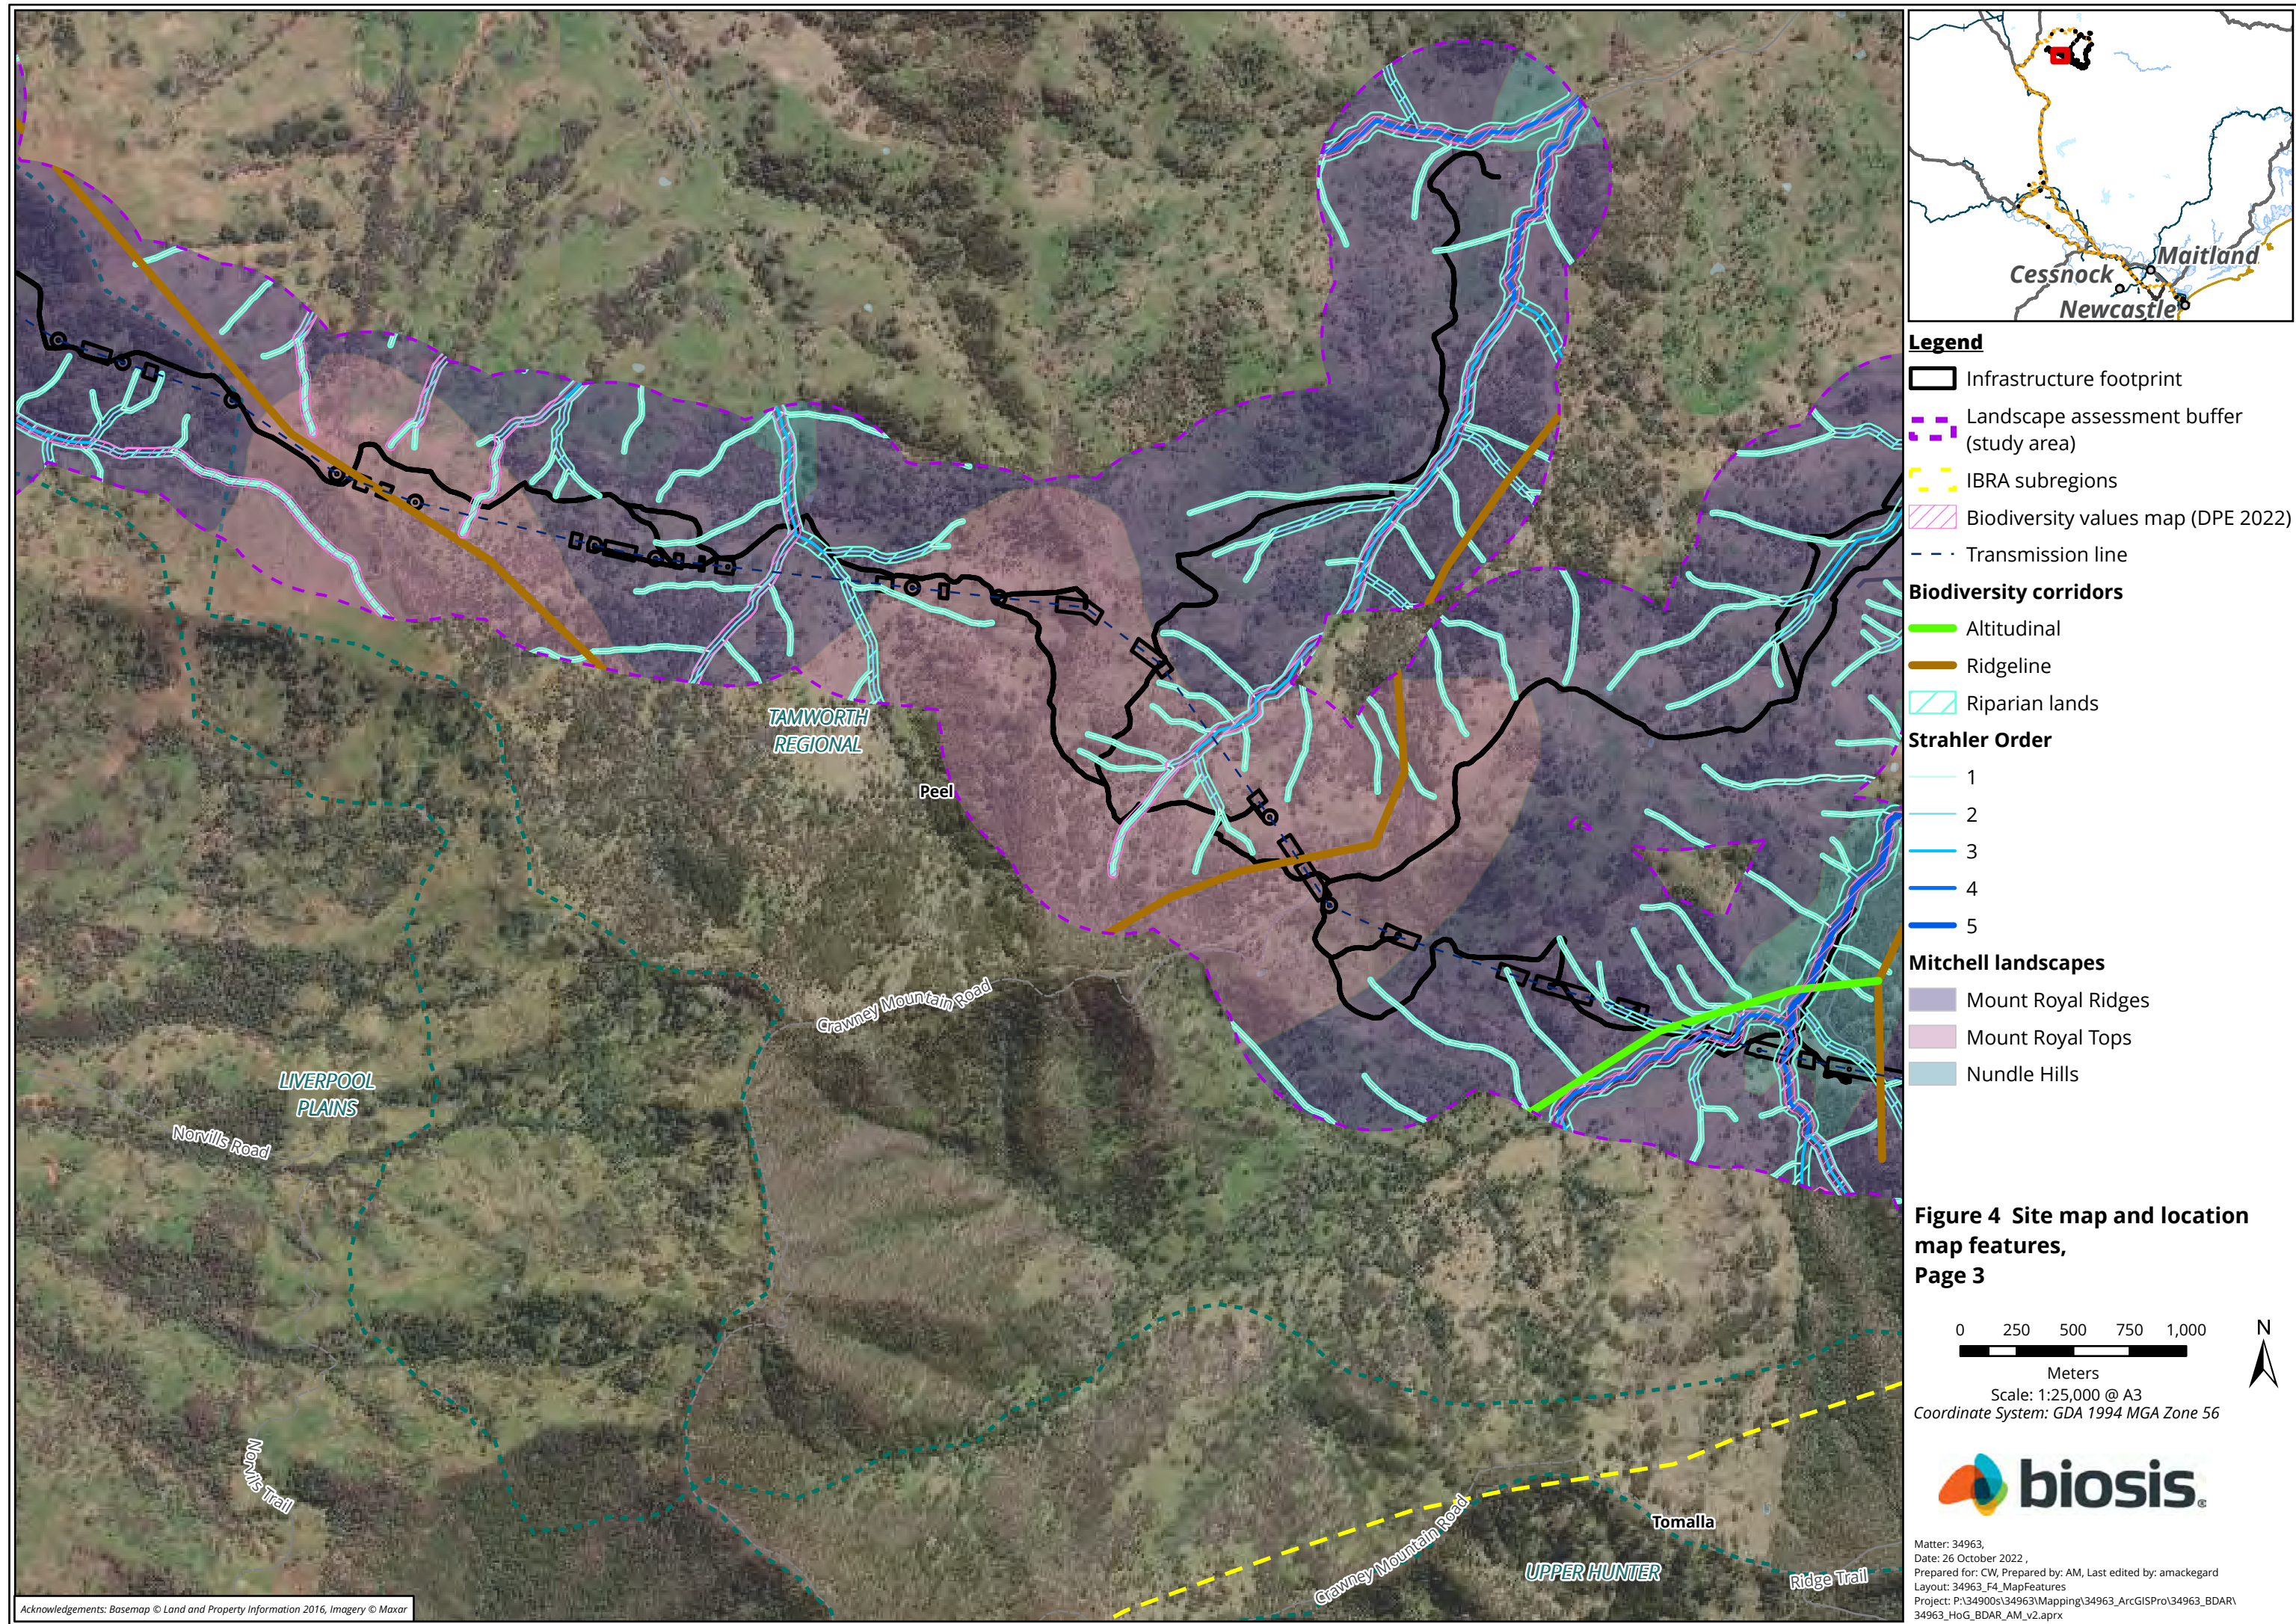 TAMWORTH
REGIONAL
Peel
Crawney Mountain Road
LIVERPOOL
PLAINS
Norvills Road
Norvils Trail
Crawney Mountain Road
Tomalla
UPPER HUNTER
Ridge Trail
Acknowledgements: Basemap © Land and Property Information 2016, Imagery © Maxar
Maitland
Cessnock
Newcastle
Legend
Infrastructure footprint
Landscape assessment buffer
(study area)
IBRA subregions
Biodiversity values map (DPE 2022)
Transmission line
Biodiversity corridors
Altitudinal
Ridgeline
Riparian lands
Strahler Order
1
2
3
4
5
Mitchell landscapes
Mount Royal Ridges
Mount Royal Tops
Nundle Hills
Figure 4 Site map and location
map features,
Page 3
0 250 500 750 1,000
N
Meters
Scale: 1:25,000 @ A3
Coordinate System: GDA 1994 MGA Zone 56
biosis®
Matter: 34963,
Date: 26 October 2022 ,
Prepared for: CW, Prepared by: AM, Last edited by: amackegard
Layout: 34963_F4_MapFeatures
Project: P:\34900s\34963\Mapping\34963_ArcGISPro\34963_BDAR\
34963_HoG_BDAR_AM_v2.aprx